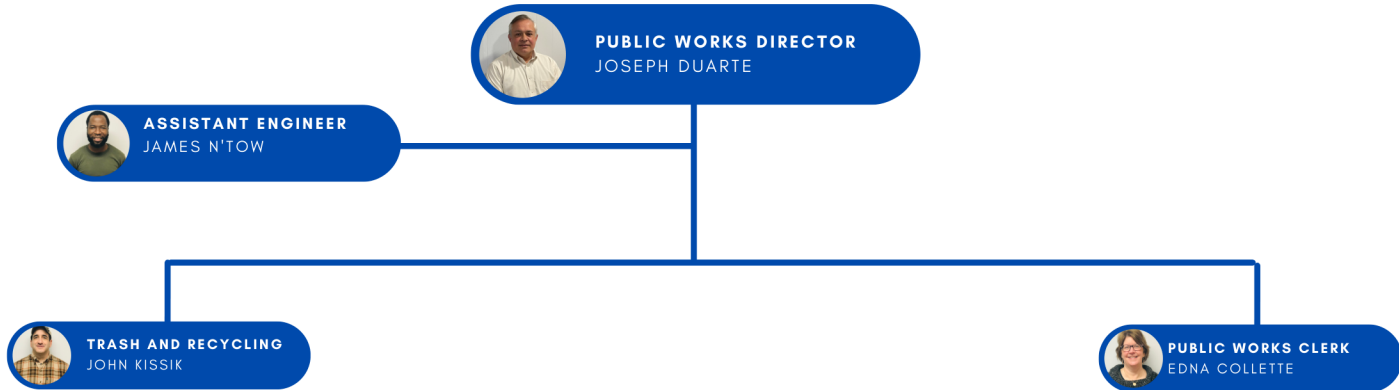 PUBLIC WORKS DIRECTOR
JOSEPH DUARTE
ASSISTANT ENGINEER
JAMES N'TOW
TRASH AND RECYCLING
JOHN KISSIK
PUBLIC WORKS CLERK
EDNA COLLETTE